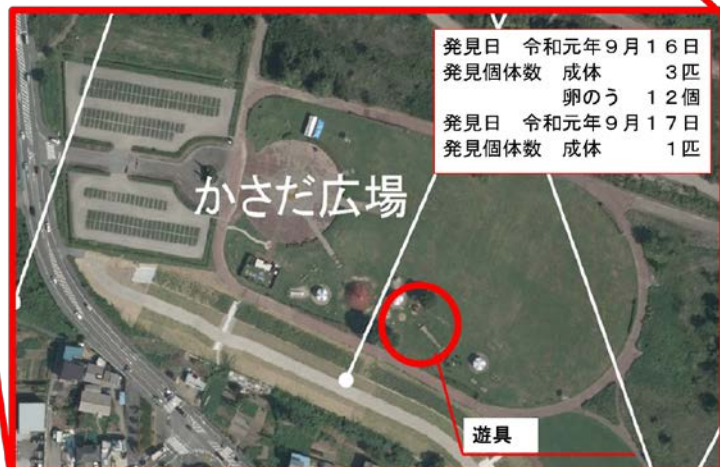 発見日 令和元年9月16日
発見個体数 成体 3匹
卵のう 12個
発見日 令和元年9月17日
発見個体数 成体 1匹
かさだ広場
遊具